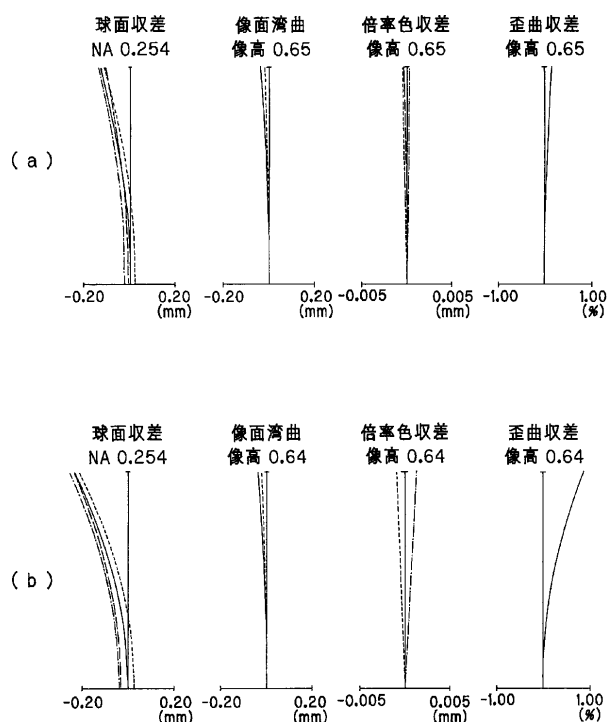 球面収差 像面湾曲 倍率色収差 歪曲収差
NA 0.254 像高 0.65 像高 0.65 像高 0.65
(a)
-0.20 0.20 -0.20 0.20 -0.005 0.005 -1.00 1.00
(mm) (mm) (mm) (%)
球面収差 像面湾曲 倍率色収差 歪曲収差
NA 0.254 像高 0.64 像高 0.64 像高 0.64
(b)
-0.20 0.20 -0.20 0.20 -0.005 0.005 -1.00 1.00
(mm) (mm) (mm) (%)